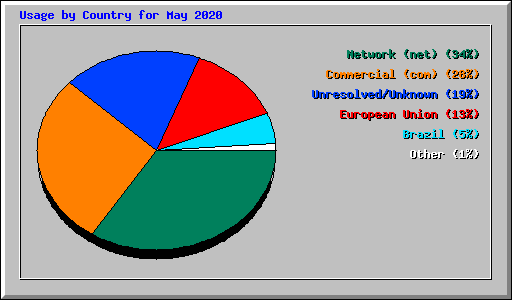 Usage by Country for May 2020
Network (net) (34%)
Commercial (com) (28%)
Unresolved/Unknown (19%)
European Union (13%)
Brazil (5%)
Other (1%)